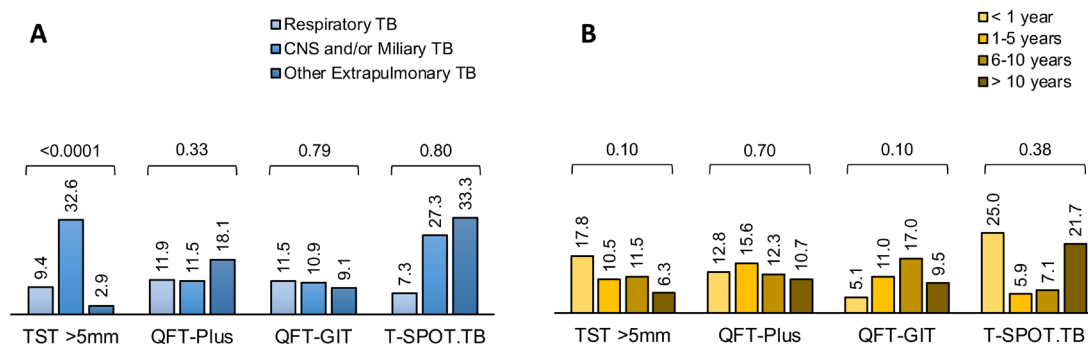 A
Respiratory TB
CNS and/or Miliary TB
Other Extrapulmonary TB
<0.0001 0.33 0.79 0.80
9.4 32.6 2.9 11.9 11.5 18.1 11.5 10.9 9.1 7.3 27.3 33.3
TST >5mm QFT-Plus QFT-GIT T-SPOT.TB
B
< 1 year
1-5 years
6-10 years
> 10 years
0.10 0.70 0.10 0.38
17.8 10.5 11.5 6.3 12.8 15.6 12.3 10.7 5.1 11.0 17.0 9.5 25.0 5.9 7.1 21.7
TST >5mm QFT-Plus QFT-GIT T-SPOT.TB